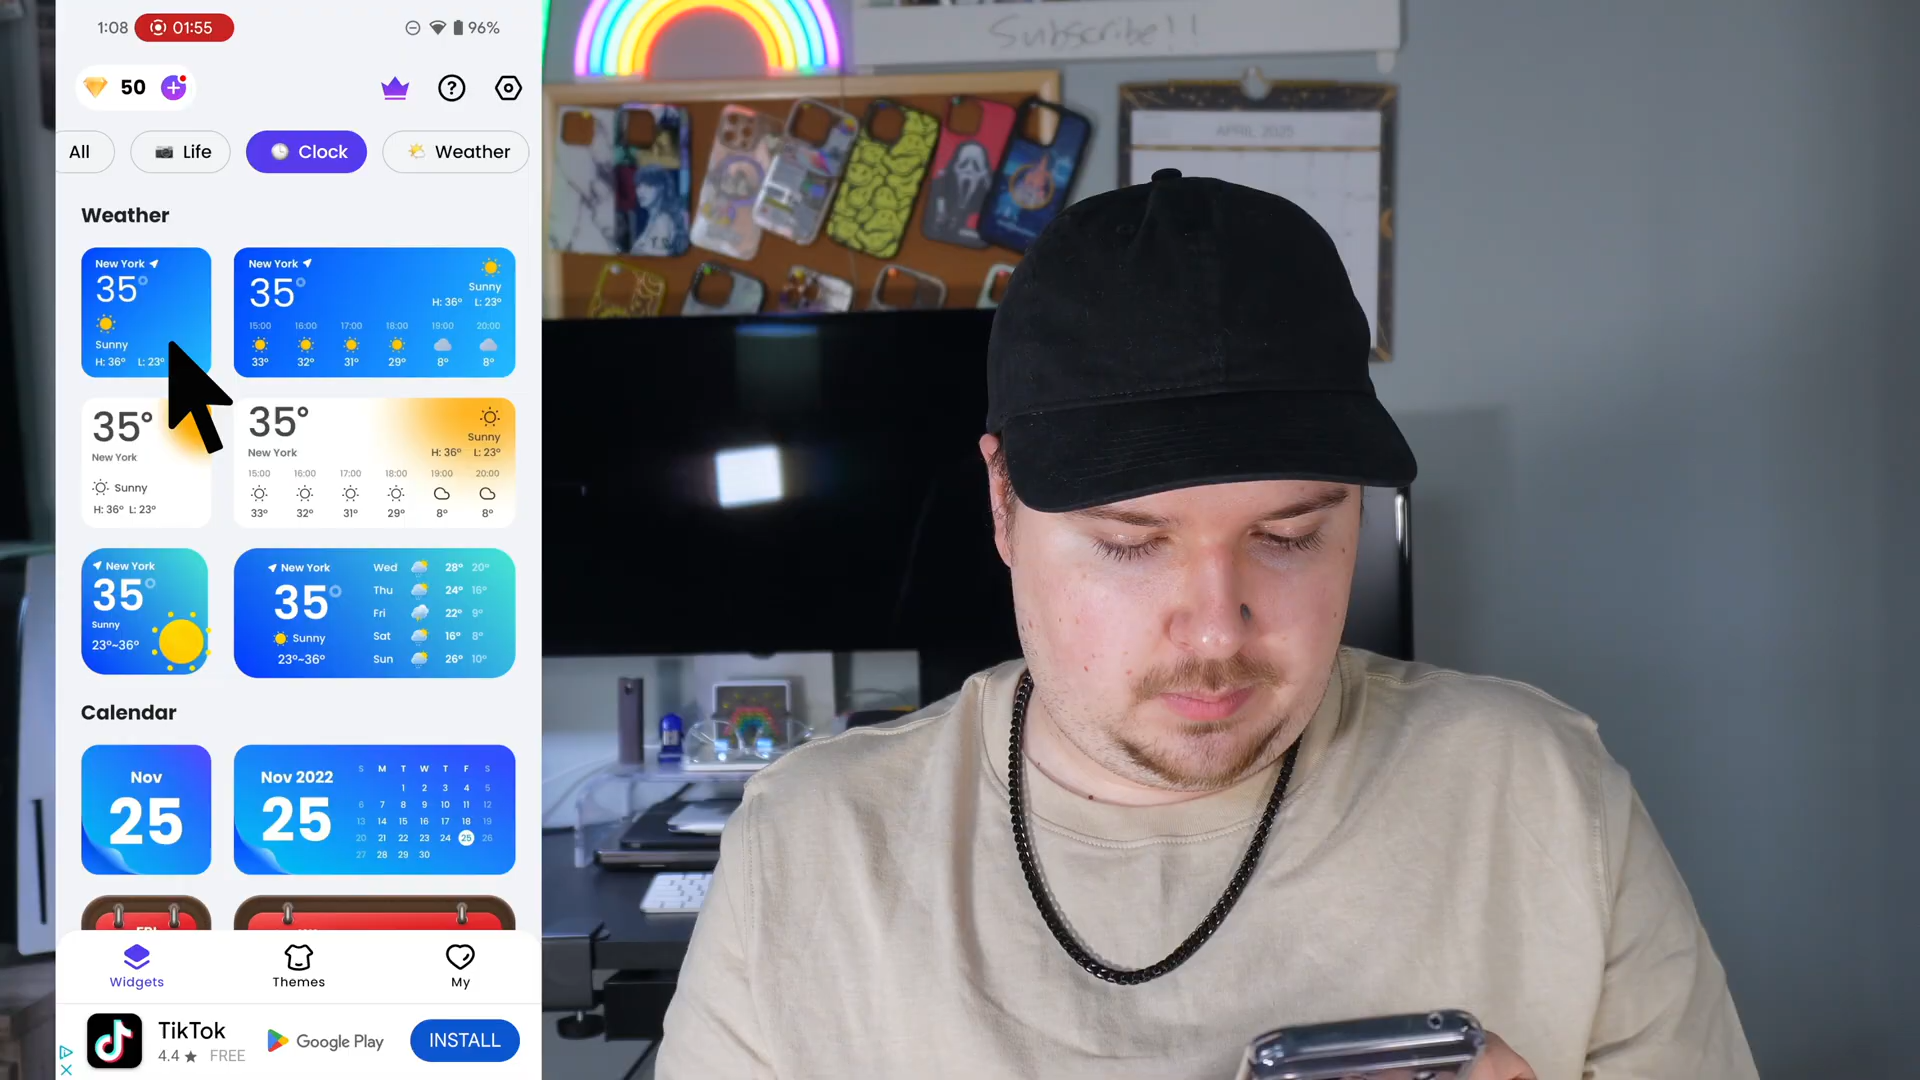 1:08 01:55 96%
50
All Life Clock Weather
Weather
New York
35°
Sunny
H: 36° L: 23°
New York
35°
Sunny
H: 36° L: 23°
15:00 16:00 17:00 18:00 19:00 20:00
33° 32° 31° 29° 8° 8°
35°
New York
Sunny
H: 36° L: 23°
35°
New York
Sunny
H: 36° L: 23°
15:00 16:00 17:00 18:00 19:00 20:00
33° 32° 31° 29° 8° 8°
New York
35°
Sunny
23°~36°
New York
35°
Sunny
23°~36°
Wed 28° 20°
Thu 24° 16°
Fri 22° 9°
Sat 16° 8°
Sun 26° 10°
Calendar
Nov
25
Nov 2022
25
S M T W T F S
1 2 3 4 5
6 7 8 9 10 11 12
13 14 15 16 17 18 19
20 21 22 23 24 25 26
27 28 29 30
Widgets Themes My
TikTok
4.4 ★ FREE
Google Play
INSTALL
Subscribe!!
APRIL 2025